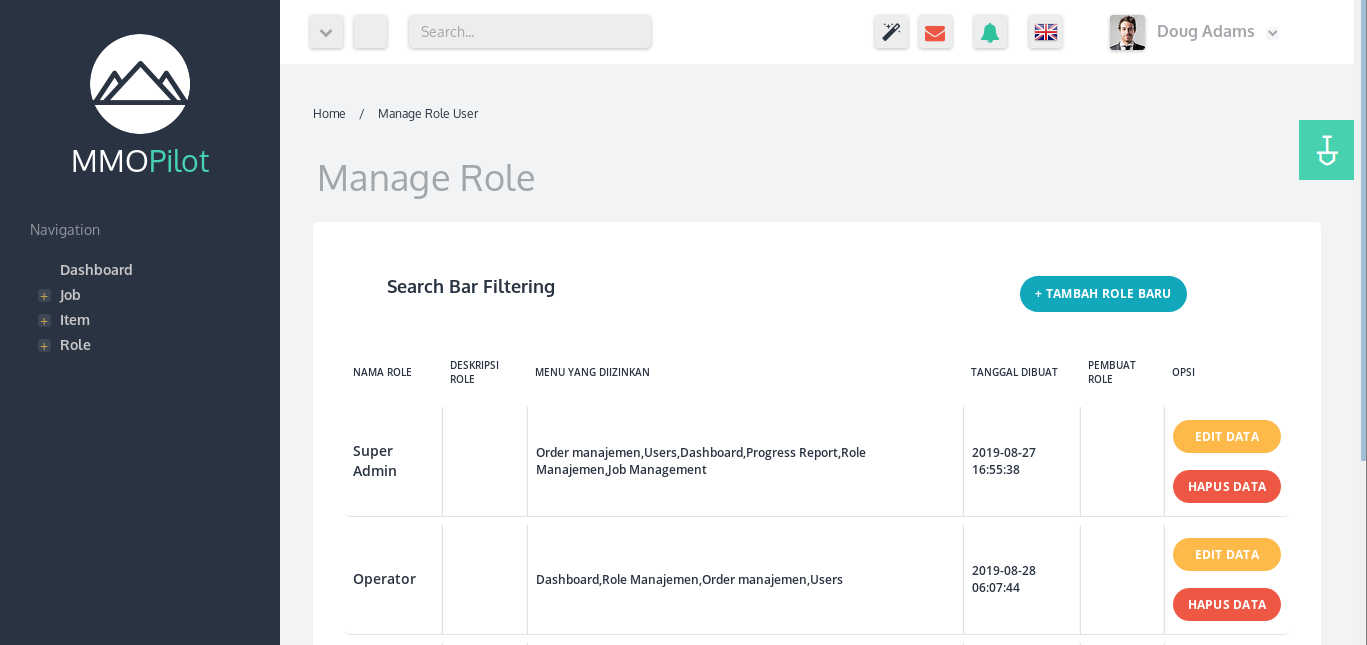 MMOPilot
Navigation
Dashboard
+ Job
+ Item
+ Role
Search...
Doug Adams
Home / Manage Role User
Manage Role
Search Bar Filtering
+ TAMBAH ROLE BARU
NAMA ROLE
DESKRIPSI
ROLE
MENU YANG DIIZINKAN
TANGGAL DIBUAT
PEMBUAT
ROLE
OPSI
Super
Admin
Order manajemen,Users,Dashboard,Progress Report,Role
Manajemen,Job Management
2019-08-27
16:55:38
EDIT DATA
HAPUS DATA
Operator
Dashboard,Role Manajemen,Order manajemen,Users
2019-08-28
06:07:44
EDIT DATA
HAPUS DATA